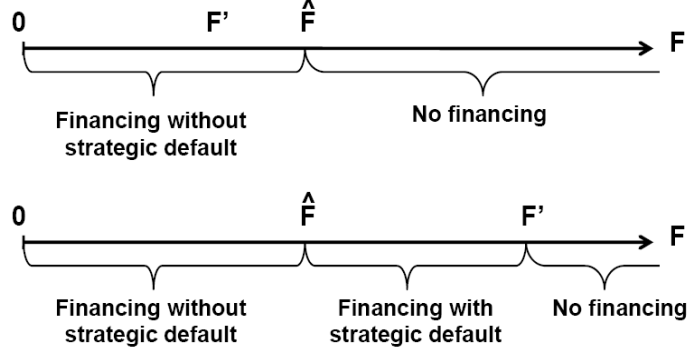 0 F’ F̂ F
Financing without
strategic default
No financing
0 F̂ F’ F
Financing without
strategic default
Financing with
strategic default
No financing